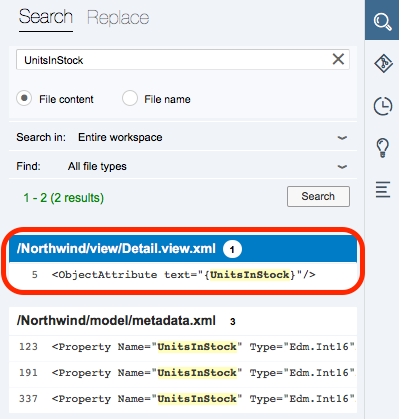 Search Replace
UnitsInStock
File content File name
Search in: Entire workspace
Find: All file types
1 - 2 (2 results) Search
/Northwind/view/Detail.view.xml 1
5 <ObjectAttribute text="{UnitsInStock}"/>
/Northwind/model/metadata.xml 3
123 <Property Name="UnitsInStock" Type="Edm.Int16"
191 <Property Name="UnitsInStock" Type="Edm.Int16"
337 <Property Name="UnitsInStock" Type="Edm.Int16"